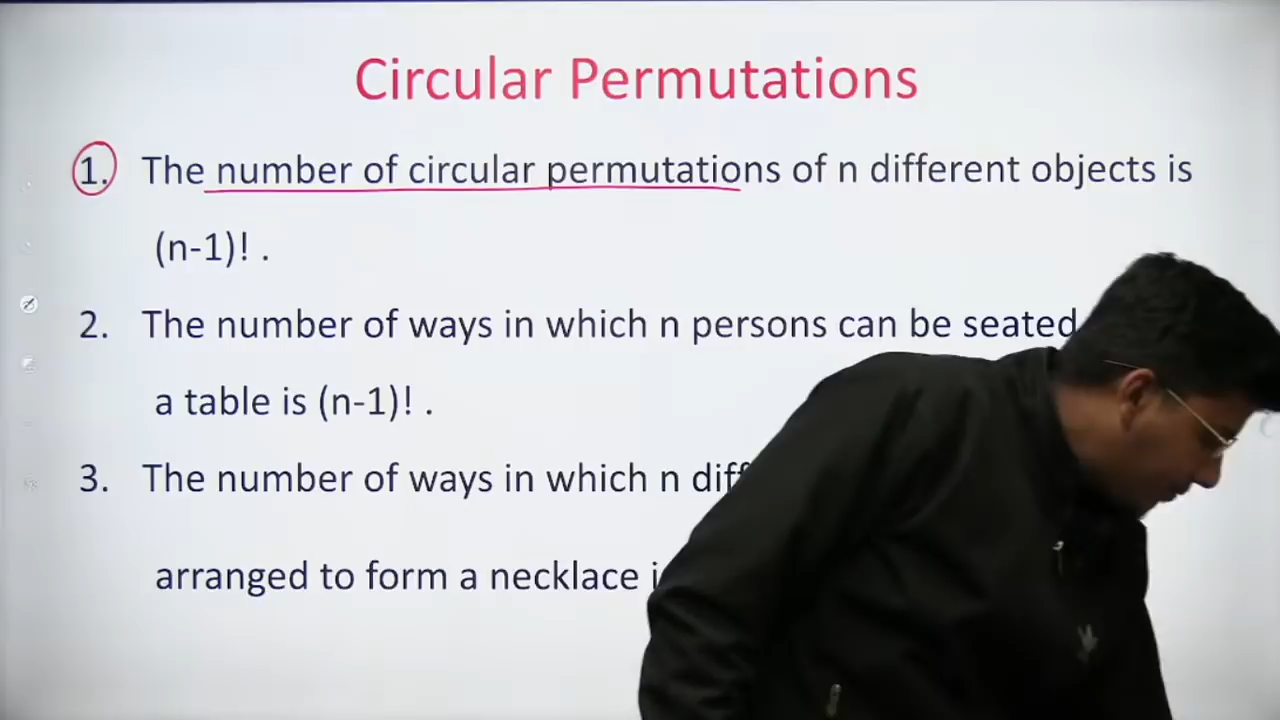 Circular Permutations
1. The number of circular permutations of n different objects is
(n-1)! .
2. The number of ways in which n persons can be seated
a table is (n-1)! .
3. The number of ways in which n
arranged to form a necklace